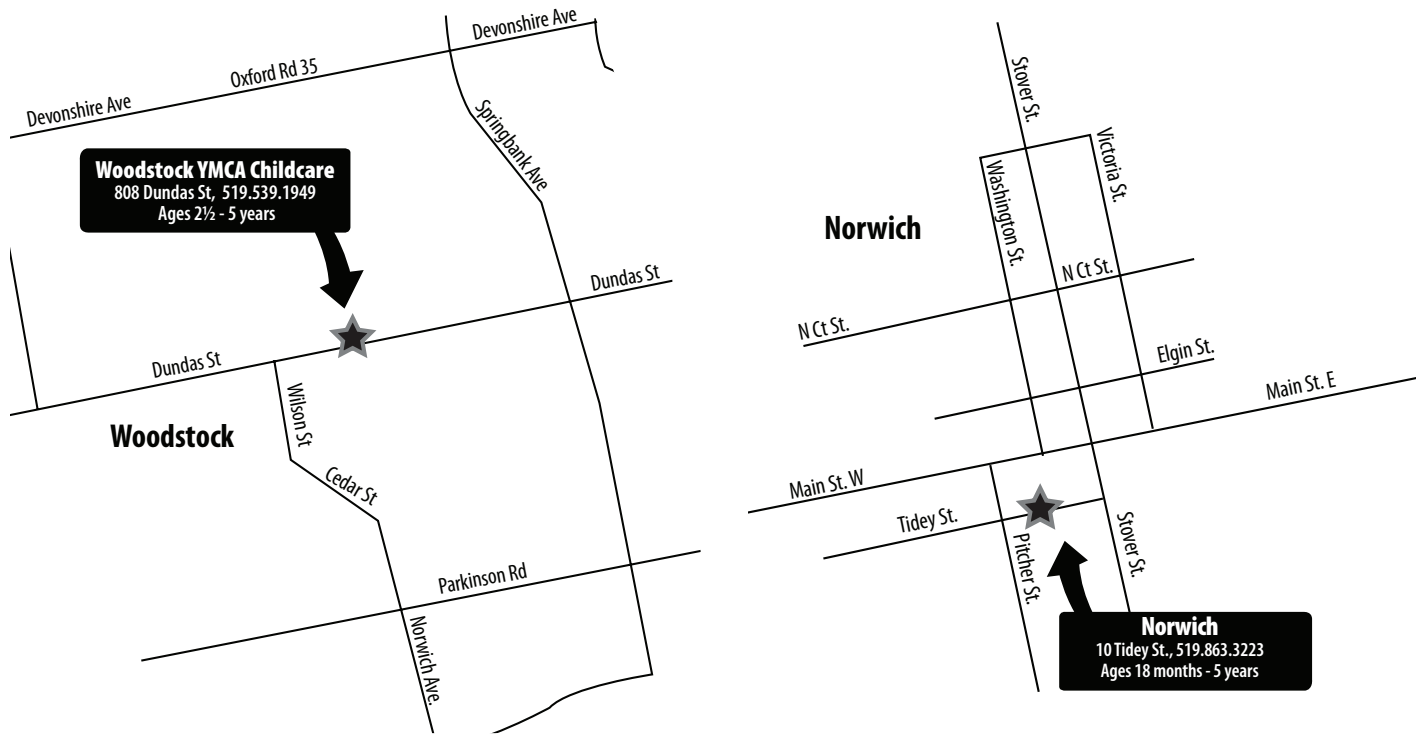 Devonshire Ave
Oxford Rd 35
Devonshire Ave
Springbank Ave
Woodstock YMCA Childcare
808 Dundas St, 519.539.1949
Ages 2½ - 5 years
Dundas St
Dundas St
Wilson St
Woodstock
Cedar St
Parkinson Rd
Norwich Ave.
Stover St.
Victoria St.
Washington St.
Norwich
N Ct St.
N Ct St.
Elgin St.
Main St. E
Main St. W
Tidey St.
Pitcher St.
Stover St.
Norwich
10 Tidey St., 519.863.3223
Ages 18 months - 5 years